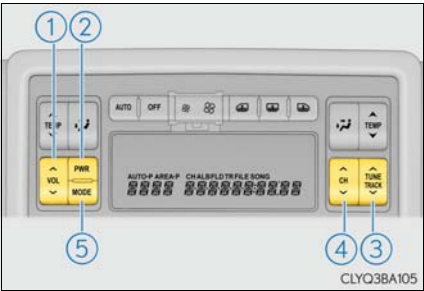 1 2
AUTO OFF
TEMP TEMP
VOL PWR
MODE
CH TUNE
TRACK
AUTO-P AREA-P CH ALB FLD TR FILE SONG
5 4 3
CLYQ3BA105